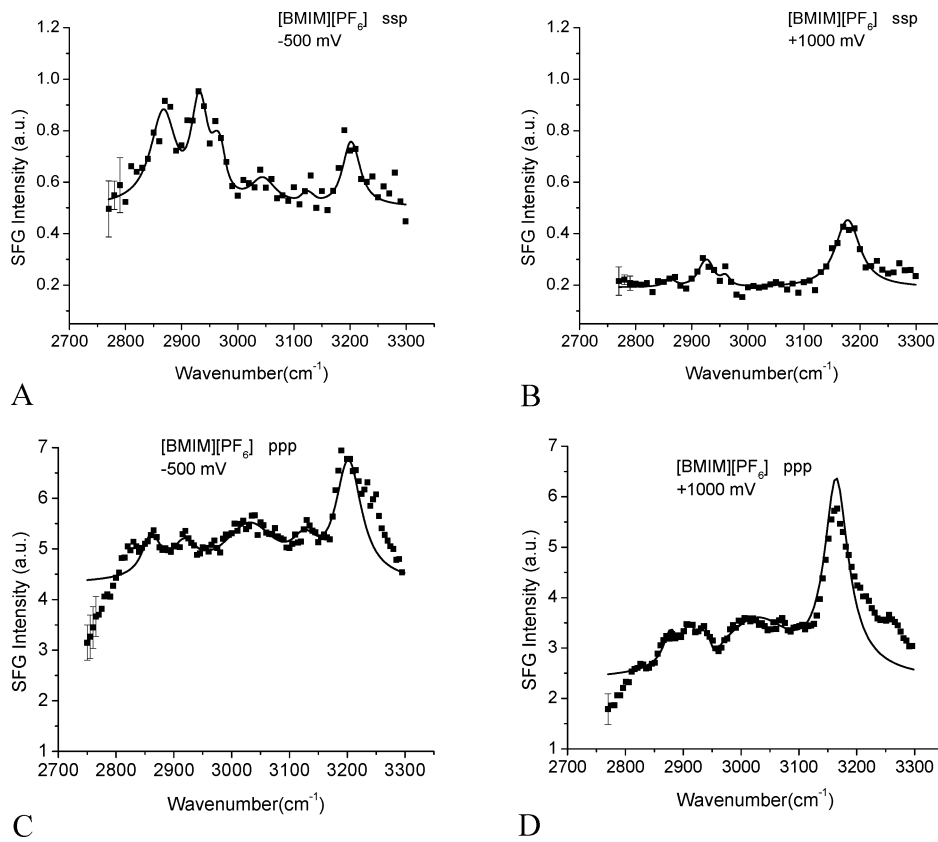 [BMIM][PF6] ssp
-500 mV
1.2
1.0
0.8
0.6
0.4
0.2
SFG Intensity (a.u.)
2700 2800 2900 3000 3100 3200 3300
Wavenumber(cm-1)
A
[BMIM][PF6] ssp
+1000 mV
1.2
1.0
0.8
0.6
0.4
0.2
SFG Intensity (a.u.)
2700 2800 2900 3000 3100 3200 3300
Wavenumber(cm-1)
B
[BMIM][PF6] ppp
-500 mV
7
6
5
4
3
2
1
SFG Intensity (a.u.)
2700 2800 2900 3000 3100 3200 3300
Wavenumber(cm-1)
C
[BMIM][PF6] ppp
+1000 mV
7
6
5
4
3
2
1
SFG Intensity (a.u.)
2700 2800 2900 3000 3100 3200 3300
Wavenumber(cm-1)
D